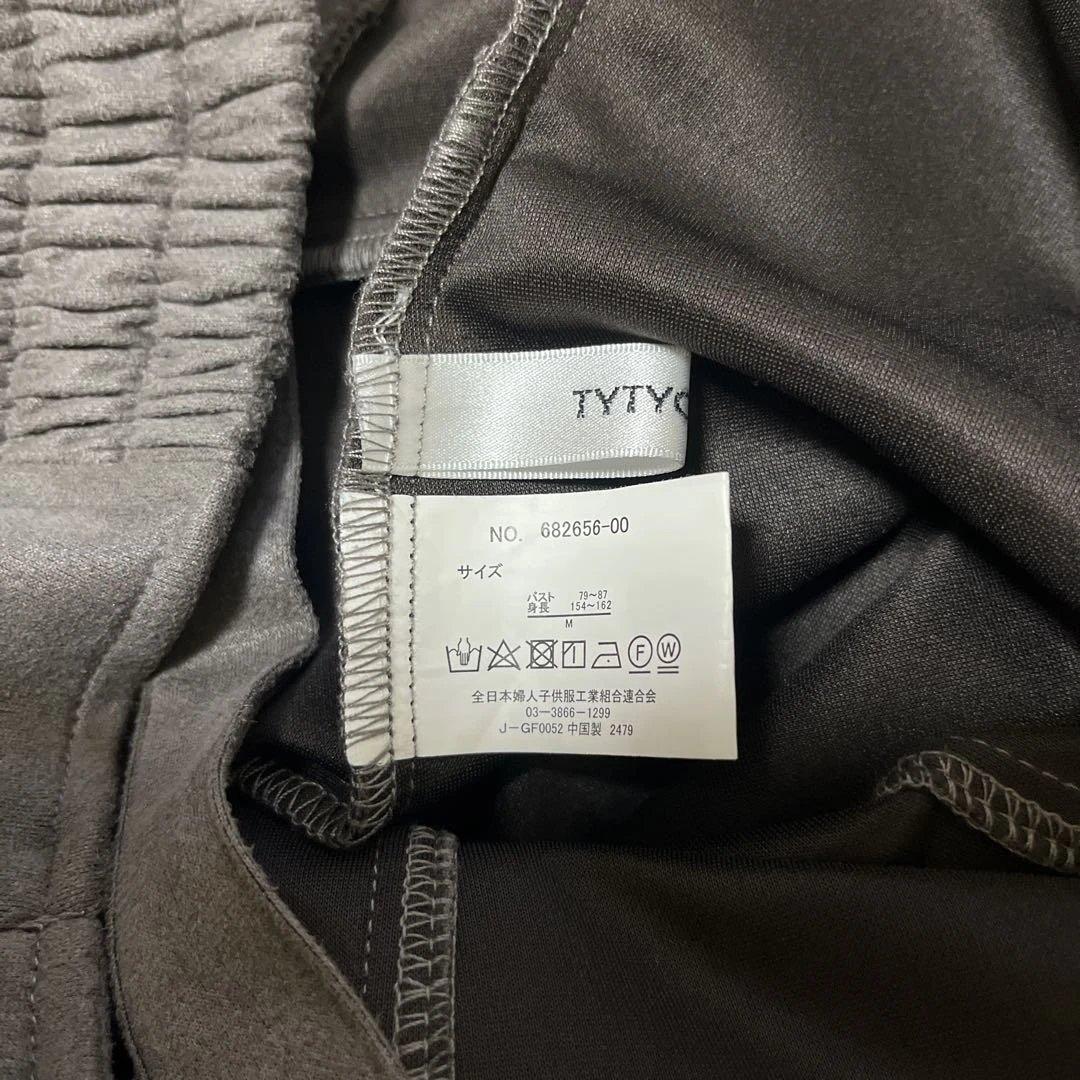 TYTY
NO. 682656-00
サイズ
バスト 79～87
身長 154～162
M
F W
全日本婦人子供服工業組合連合会
03-3866-1299
J-GF0052 中国製 2479